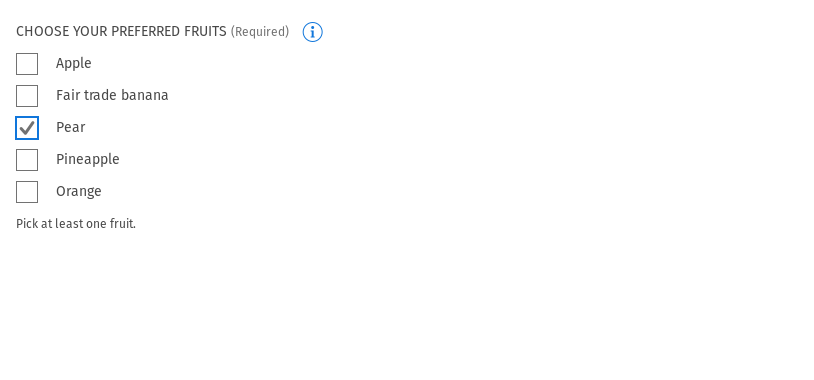 CHOOSE YOUR PREFERRED FRUITS (Required)
Apple
Fair trade banana
Pear
Pineapple
Orange
Pick at least one fruit.